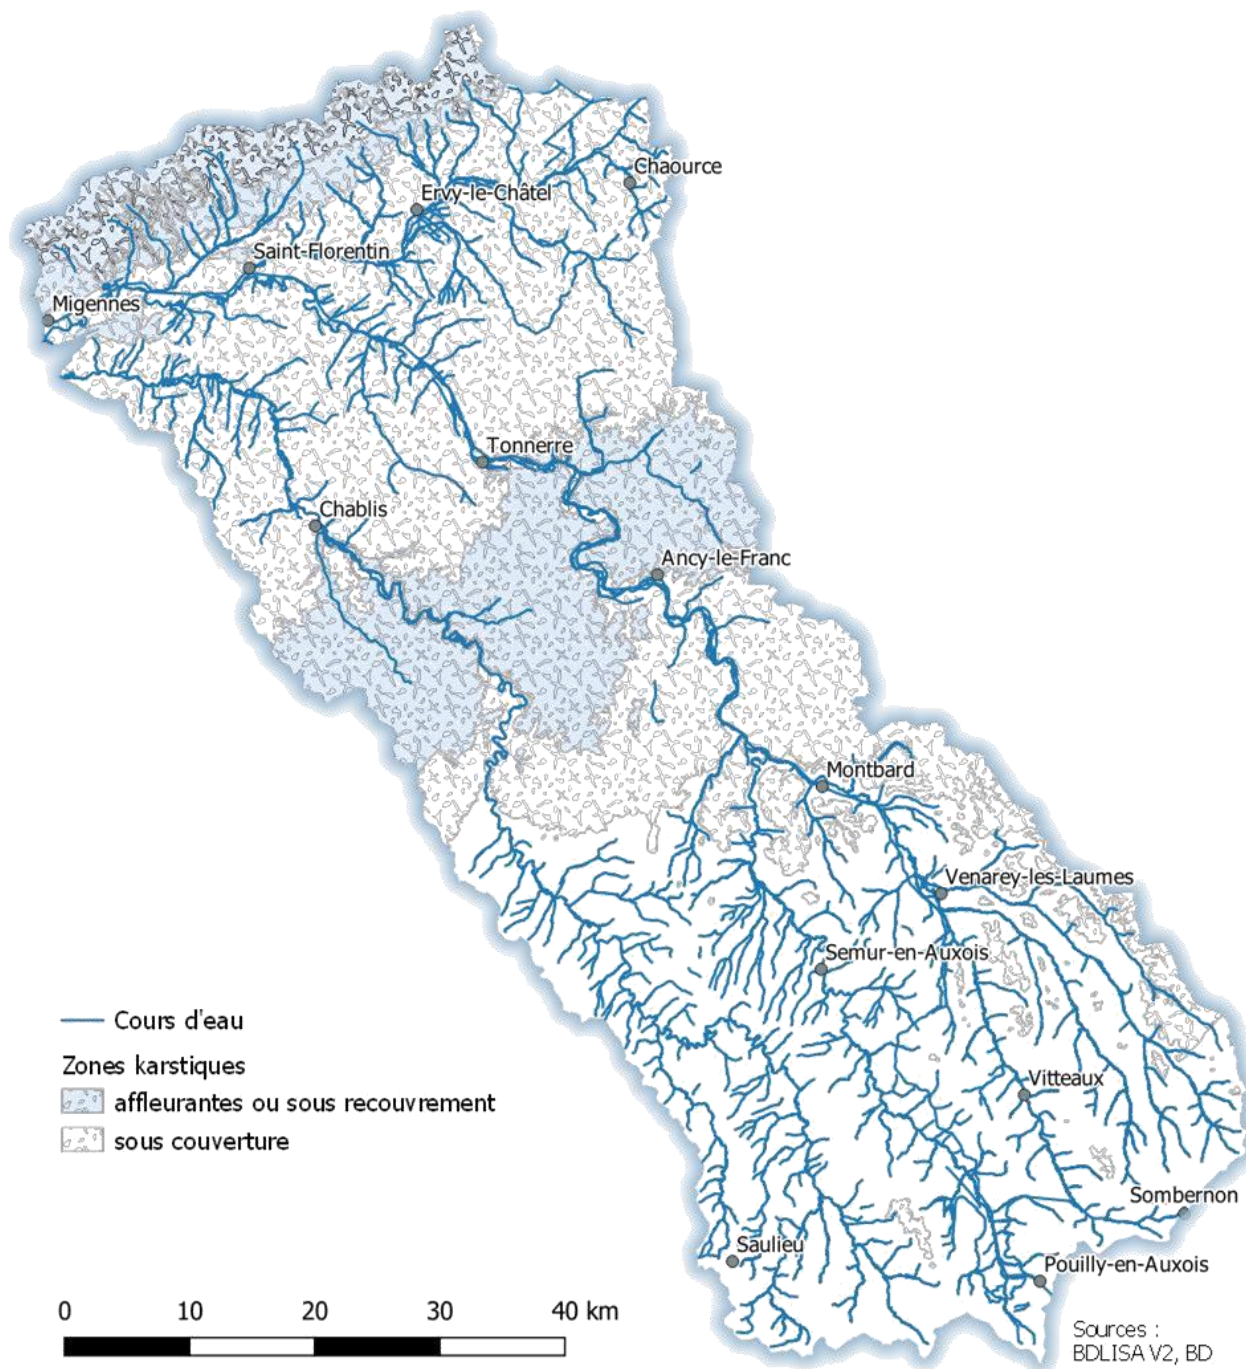 Chaource
Ervy-le-Châtel
Saint-Florentin
Migennes
Tonnerre
Chablis
Ancy-le-Franc
Montbard
Venarey-les-Laumes
Semur-en-Auxois
Cours d'eau
Zones karstiques
affleurantes ou sous recouvrement
sous couverture
Vitteaux
Sombernon
Saulieu
Pouilly-en-Auxois
0 10 20 30 40 km
Sources :
BDLISA V2, BD